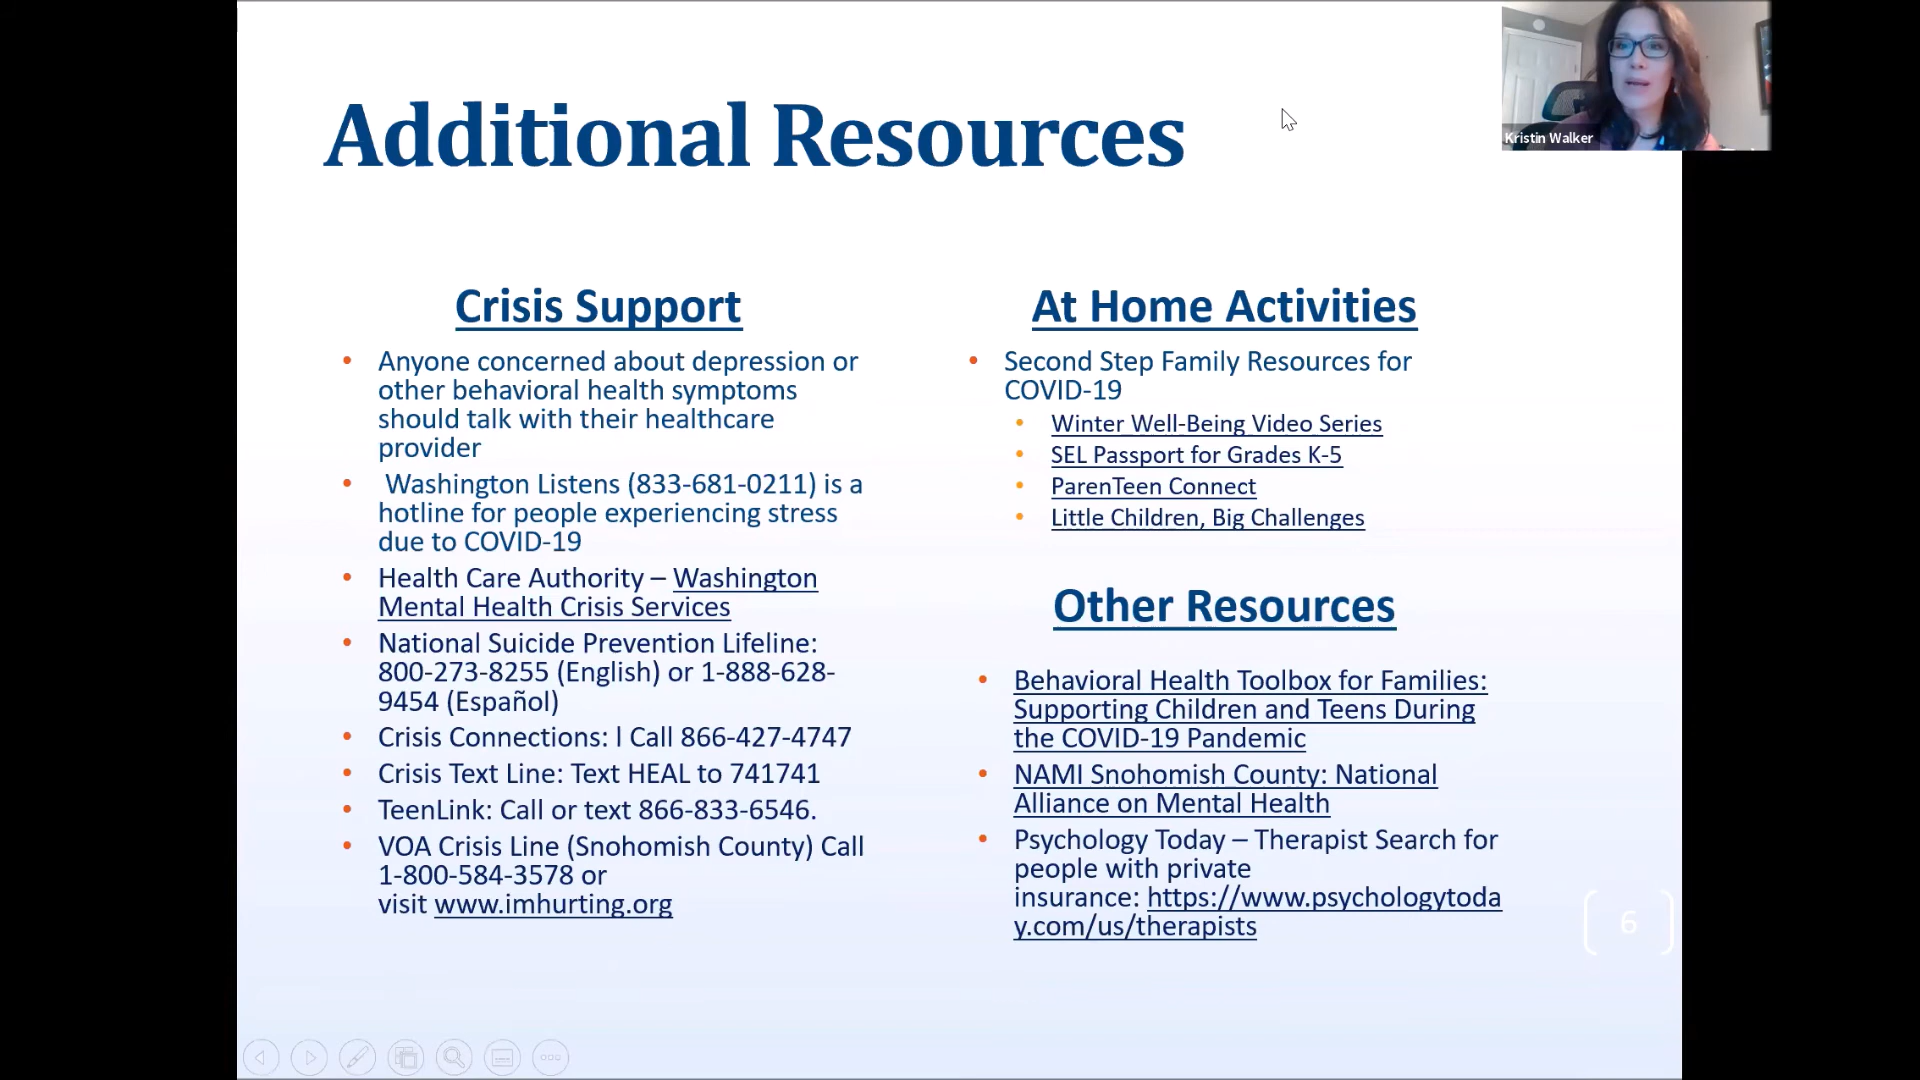 Additional Resources
Kristin Walker
Crisis Support
• Anyone concerned about depression or
other behavioral health symptoms
should talk with their healthcare
provider
• Washington Listens (833-681-0211) is a
hotline for people experiencing stress
due to COVID-19
• Health Care Authority – Washington
Mental Health Crisis Services
• National Suicide Prevention Lifeline:
800-273-8255 (English) or 1-888-628-
9454 (Español)
• Crisis Connections: l Call 866-427-4747
• Crisis Text Line: Text HEAL to 741741
• TeenLink: Call or text 866-833-6546.
• VOA Crisis Line (Snohomish County) Call
1-800-584-3578 or
visit www.imhurting.org
At Home Activities
• Second Step Family Resources for
COVID-19
• Winter Well-Being Video Series
• SEL Passport for Grades K-5
• ParenTeen Connect
• Little Children, Big Challenges
Other Resources
• Behavioral Health Toolbox for Families:
Supporting Children and Teens During
the COVID-19 Pandemic
• NAMI Snohomish County: National
Alliance on Mental Health
• Psychology Today – Therapist Search for
people with private
insurance: https://www.psychologytoda
y.com/us/therapists
6